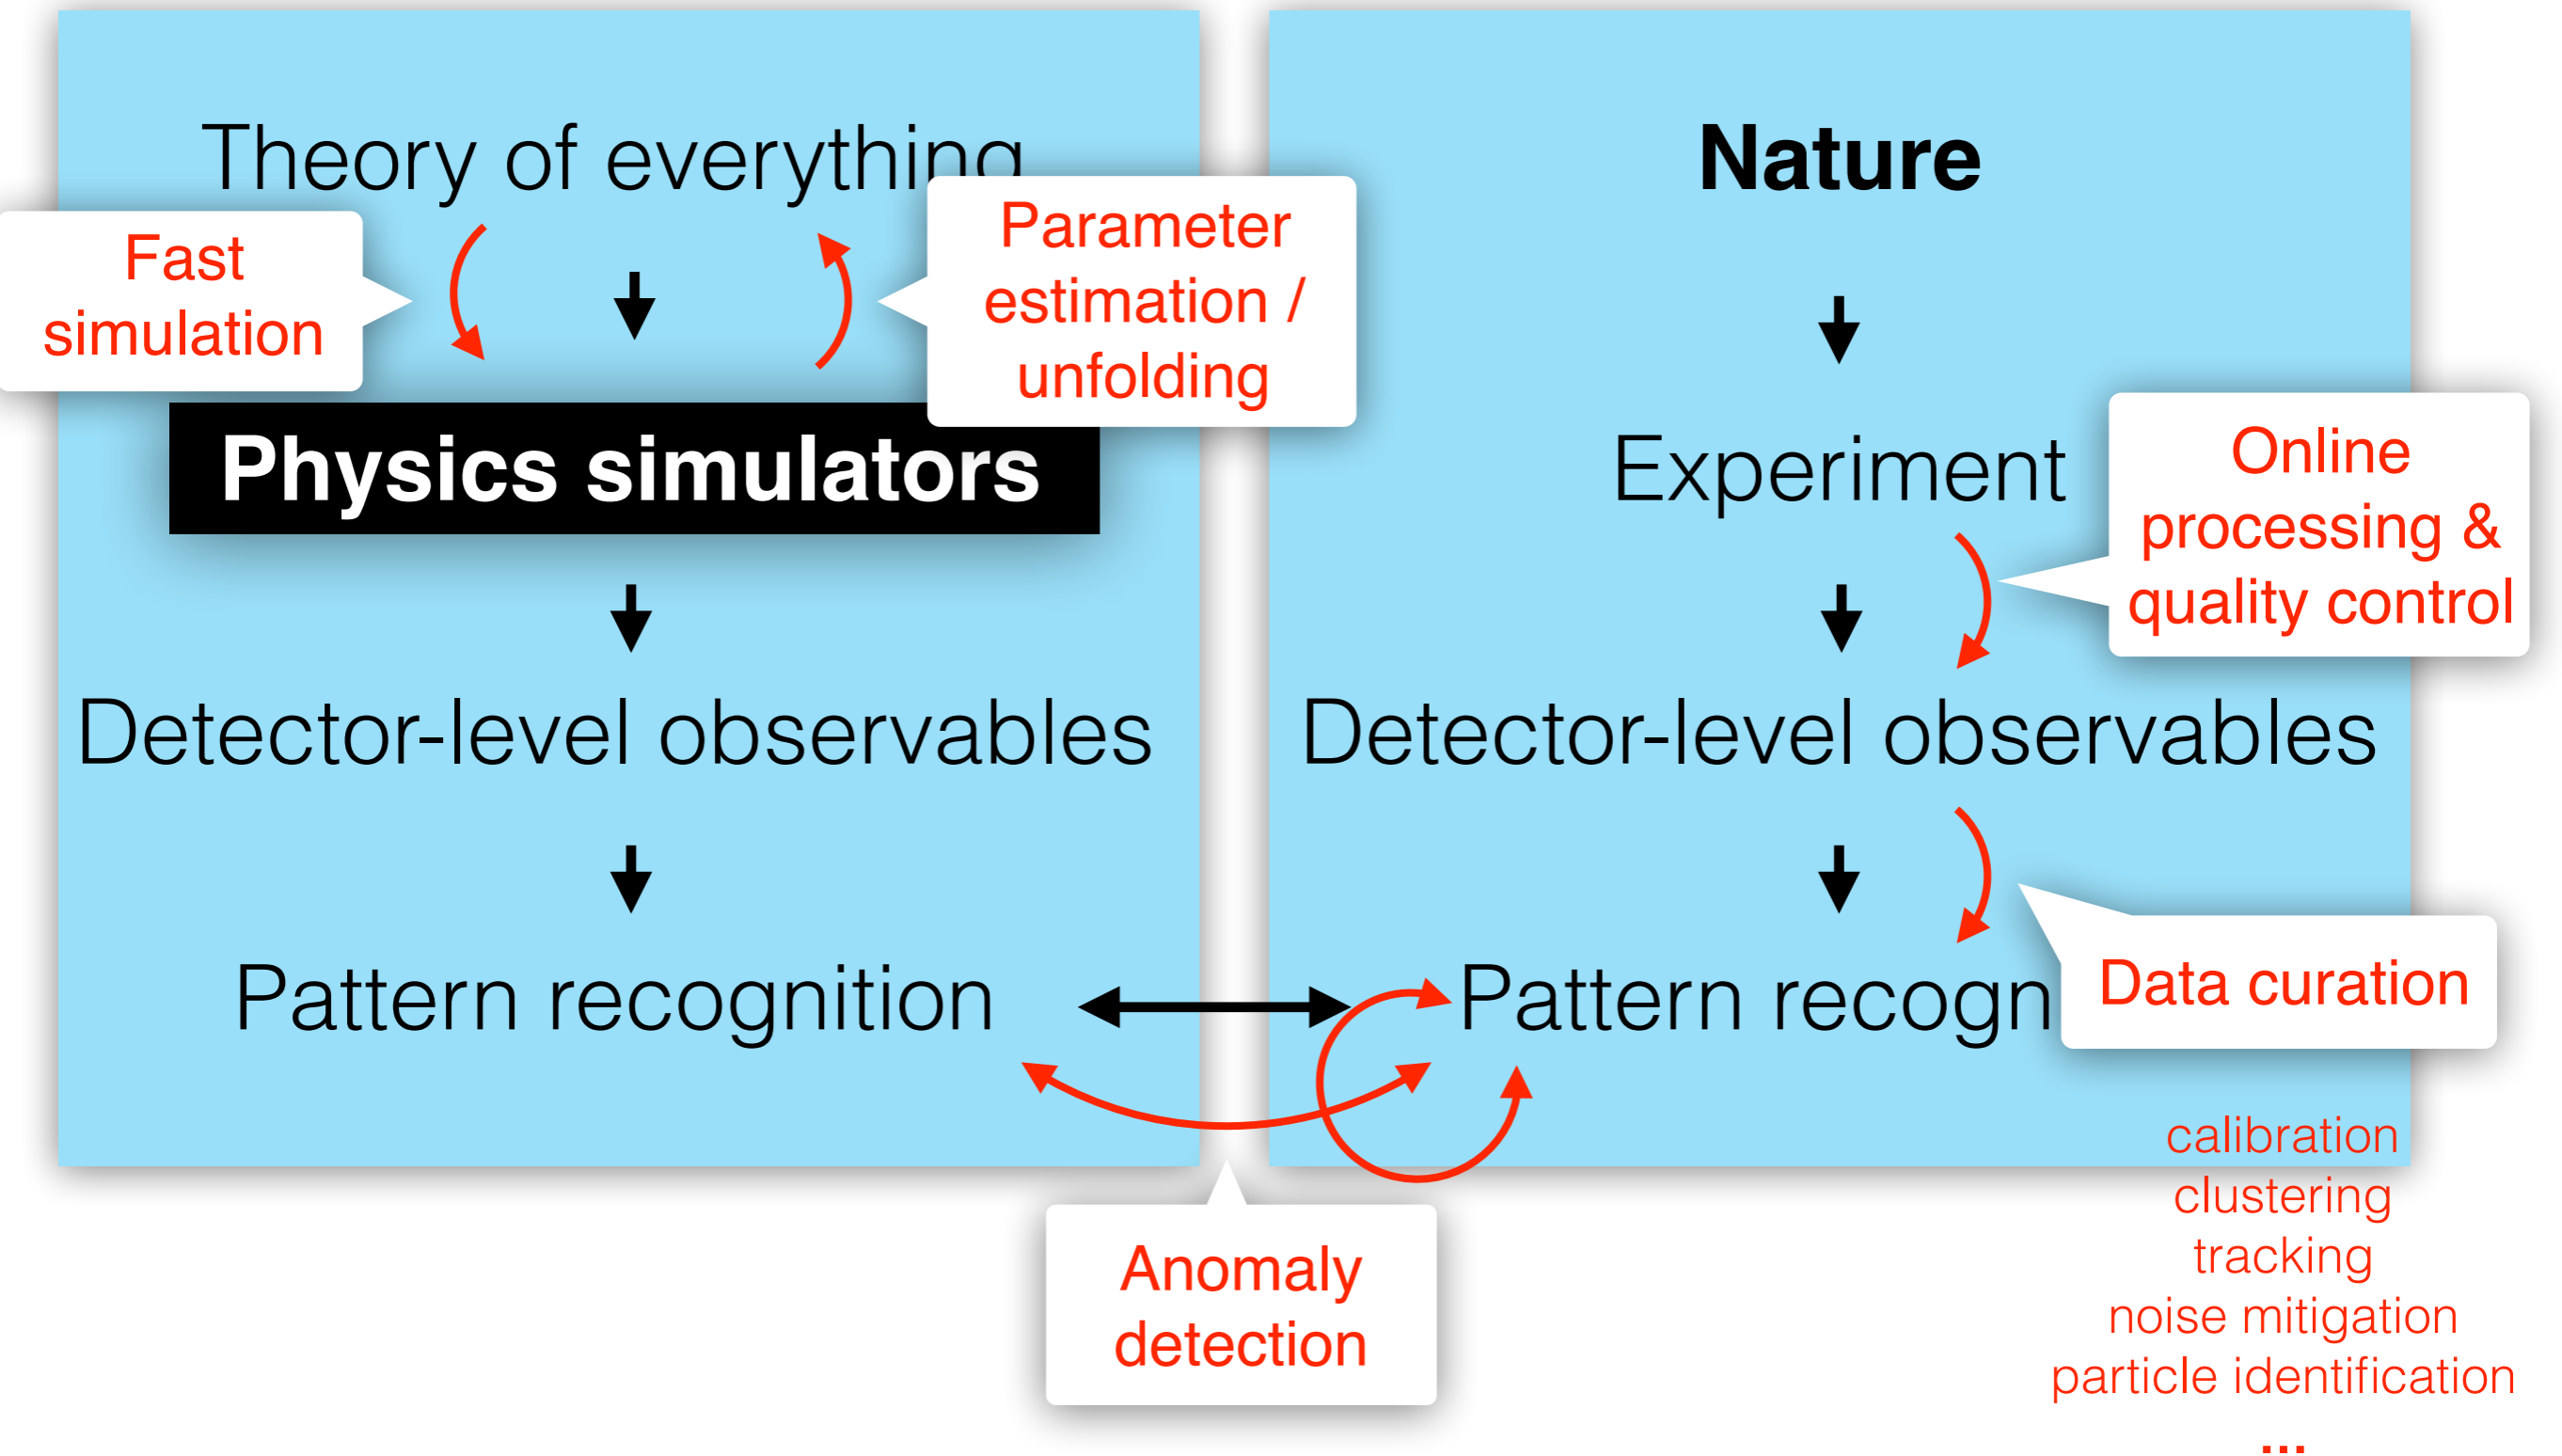 Theory of everything
Fast
simulation
Parameter
estimation /
unfolding
Physics simulators
Detector-level observables
Pattern recognition
Nature
Experiment
Online
processing &
quality control
Detector-level observables
Pattern recogn
Data curation
calibration
clustering
tracking
noise mitigation
particle identification
...
Anomaly
detection